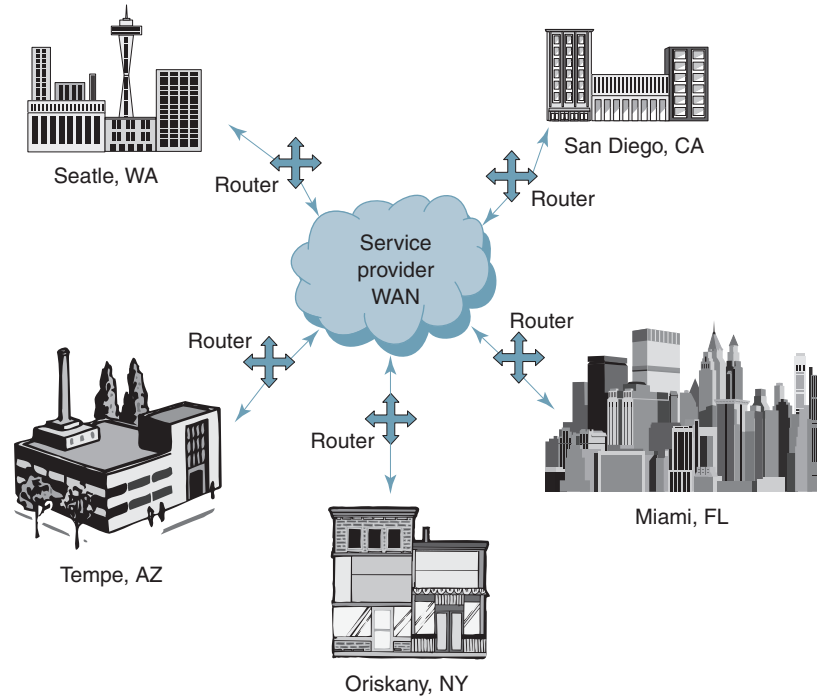 Seatle, WA
San Diego, CA
Router
Router
Service
provider
WAN
Router
Router
Router
Tempe, AZ
Miami, FL
Oriskany, NY